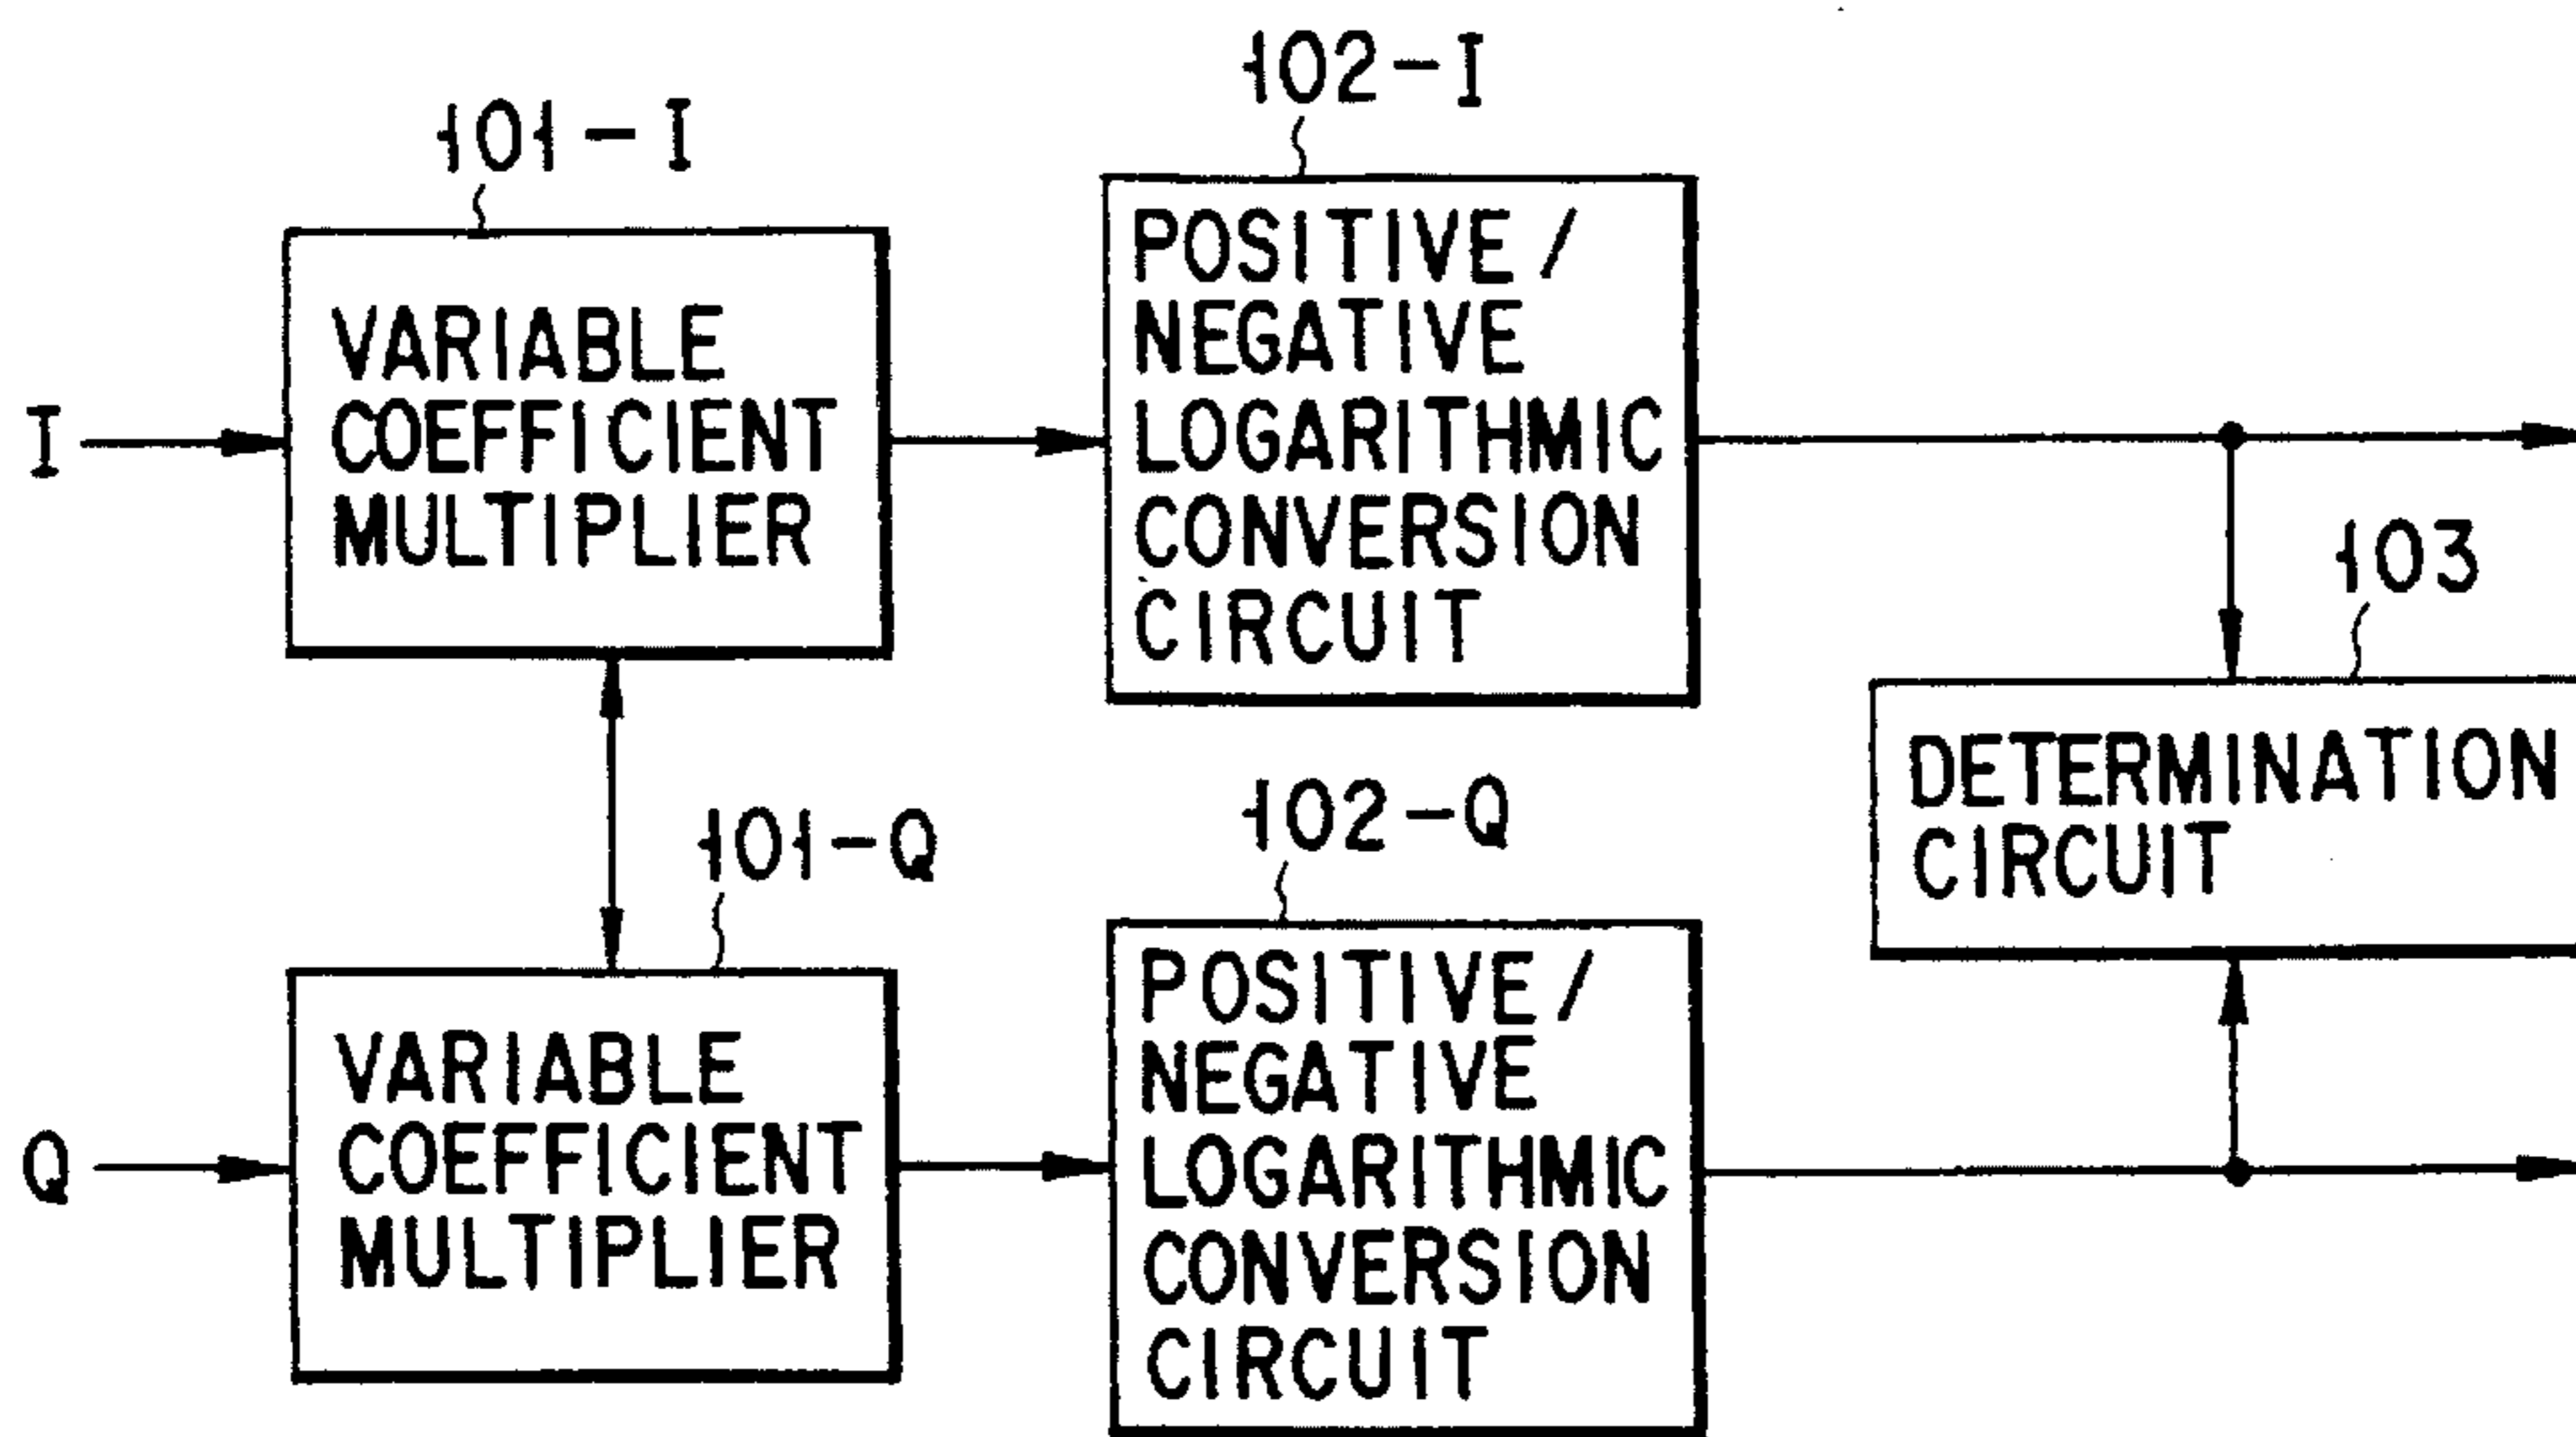 102-I
101-I
POSITIVE/
NEGATIVE
LOGARITHMIC
CONVERSION
CIRCUIT
VARIABLE
COEFFICIENT
MULTIPLIER
I
103
DETERMINATION
CIRCUIT
101-Q
102-Q
VARIABLE
COEFFICIENT
MULTIPLIER
POSITIVE/
NEGATIVE
LOGARITHMIC
CONVERSION
CIRCUIT
Q